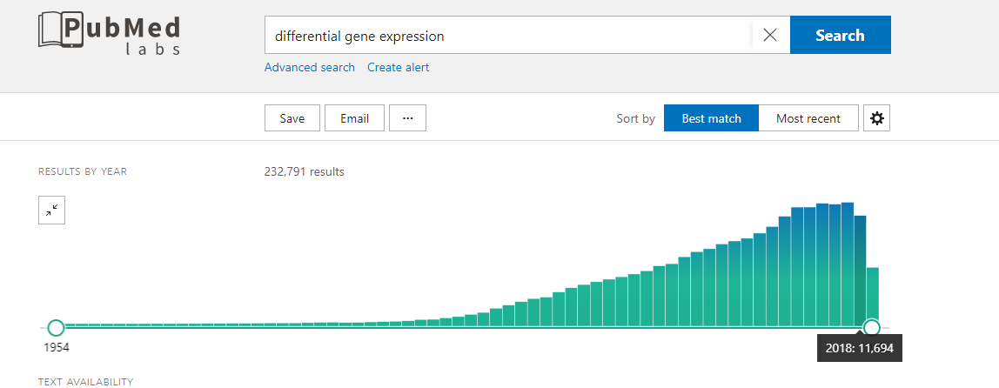 PubMed
labs
differential gene expression
Search
Advanced search Create alert
Save Email ... Sort by Best match Most recent
RESULTS BY YEAR 232,791 results
1954
2018: 11,694
TEXT AVAILABILITY